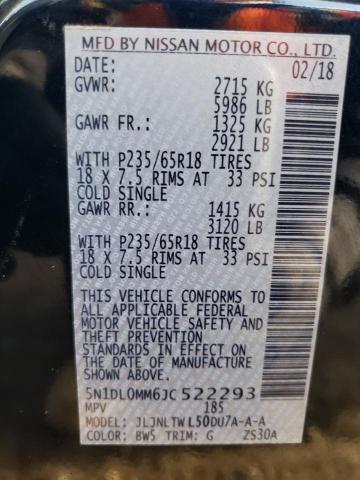 MFD BY NISSAN MOTOR CO., LTD.
DATE: 02/18
GVWR: 2715 KG
5986 LB
GAWR FR.: 1325 KG
2921 LB
WITH P235/65R18 TIRES
18 X 7.5 RIMS AT 33 PSI
COLD SINGLE
GAWR RR.: 1415 KG
3120 LB
WITH P235/65R18 TIRES
18 X 7.5 RIMS AT 33 PSI
COLD SINGLE
THIS VEHICLE CONFORMS TO
ALL APPLICABLE FEDERAL
MOTOR VEHICLE SAFETY AND
THEFT PREVENTION
STANDARDS IN EFFECT ON
THE DATE OF MANUFACTURE
SHOWN ABOVE.
5N1DL0MM6JC 522293
MPV 185
MODEL: JLJNLTW L50DU7A-A-A
COLOR: BW5 TRIM: G ZS30A